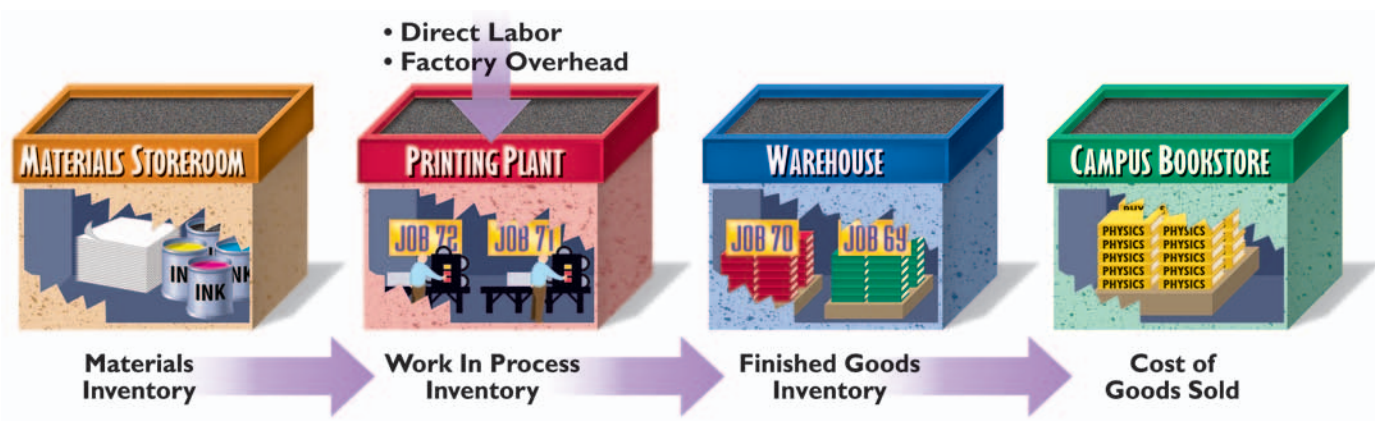 • Direct Labor
• Factory Overhead
MATERIALS STOREROOM
PRINTING PLANT
WAREHOUSE
CAMPUS BOOKSTORE
JOB 72
JOB 71
JOB 70
JOB 69
INK
INK
PHYSICS PHYSICS
PHYSICS PHYSICS
PHYSICS PHYSICS
PHYSICS PHYSICS
PHYSICS PHYSICS
Materials
Inventory
Work In Process
Inventory
Finished Goods
Inventory
Cost of
Goods Sold